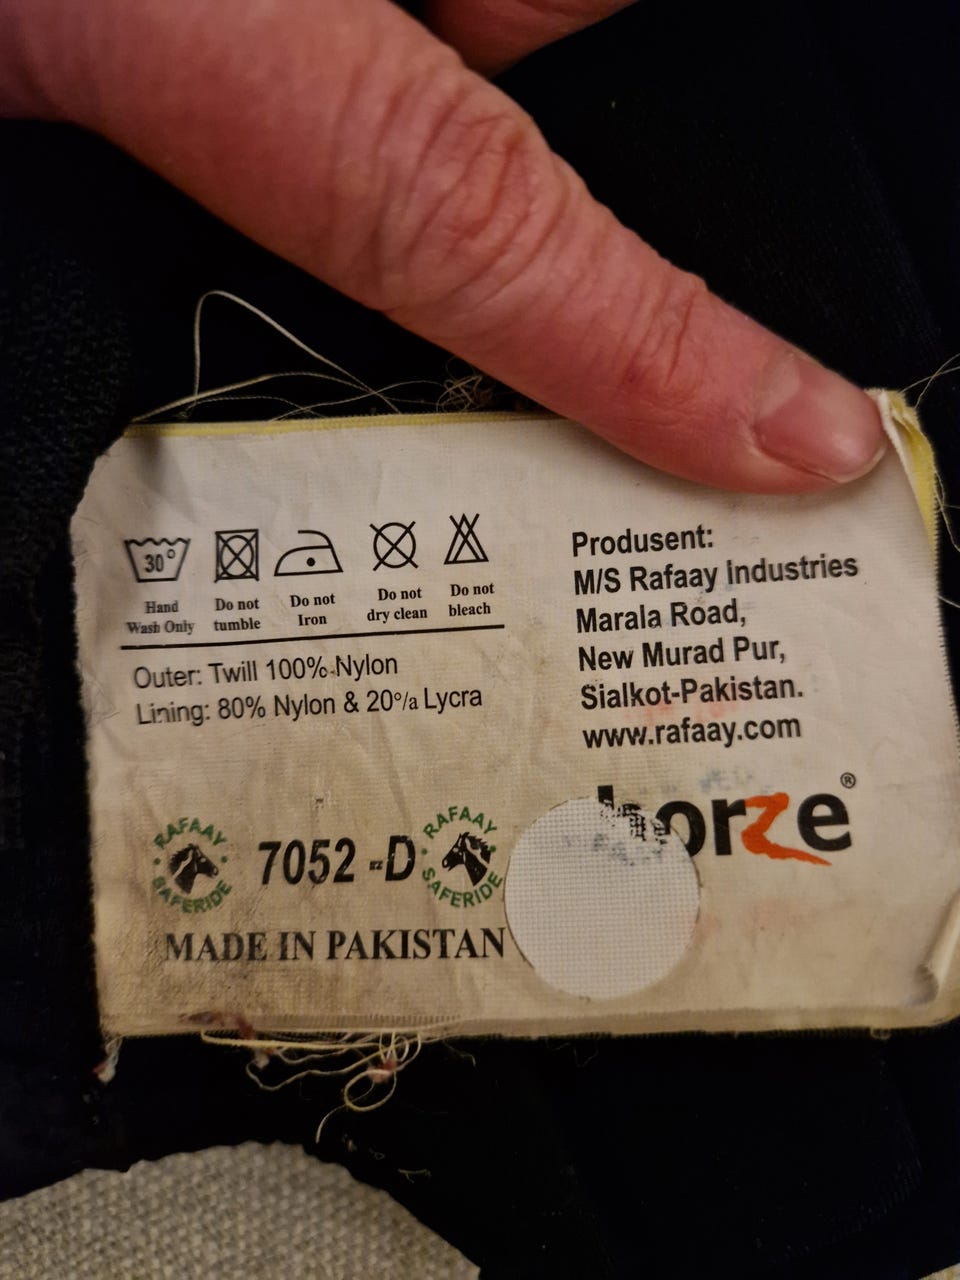 30°
Hand
Wash Only
Do not
tumble
Do not
Iron
Do not
dry clean
Do not
bleach
Outer: Twill 100% Nylon
Lining: 80% Nylon & 20°/a Lycra
Produsent:
M/S Rafaay Industries
Marala Road,
New Murad Pur,
Sialkot-Pakistan.
www.rafaay.com
RAFAAY
SAFERIDE
7052 -D
RAFAAY
SAFERIDE
horze®
MADE IN PAKISTAN